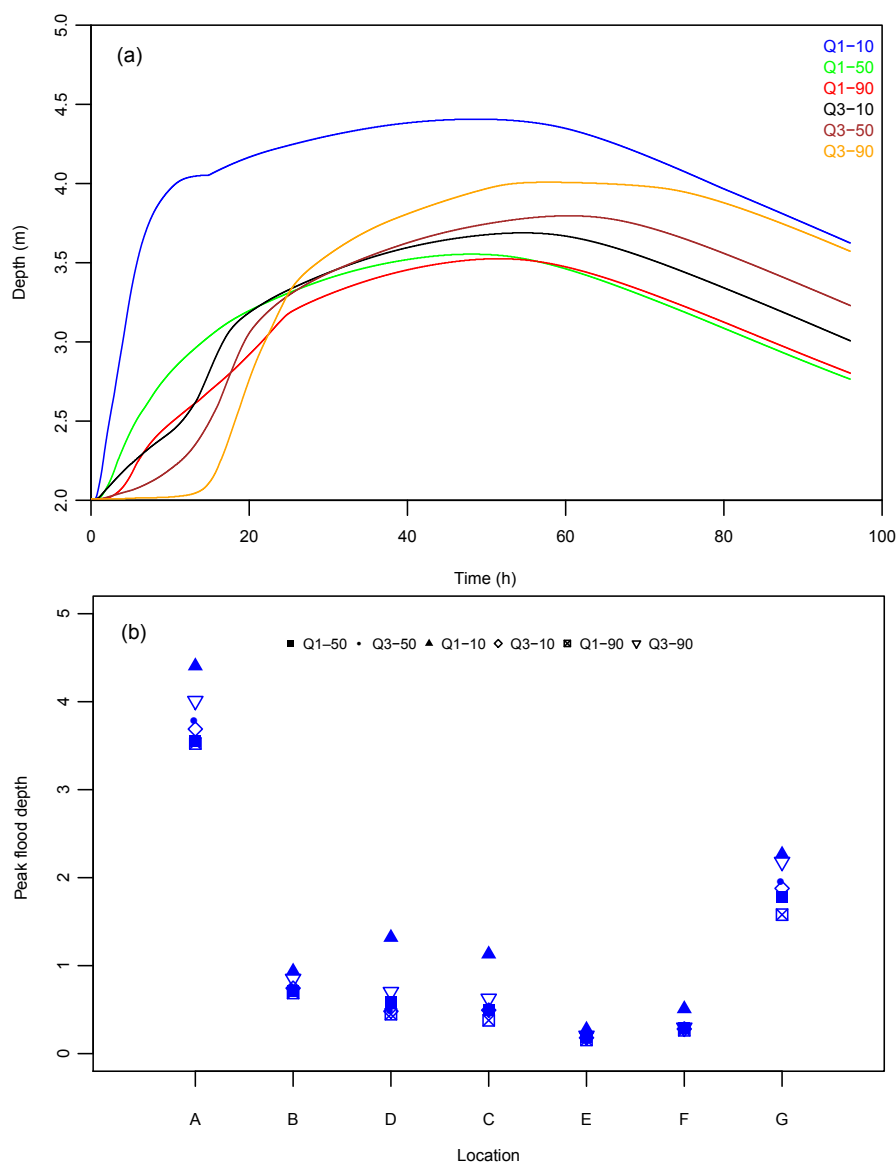 (a)
Q1−10
Q1−50
Q1−90
Q3−10
Q3−50
Q3−90
5.0
4.5
4.0
3.5
3.0
2.5
2.0
Depth (m)
0 20 40 60 80 100
Time (h)
(b)
Q1–50 Q3−50 Q1−10 Q3−10 Q1−90 Q3−90
5
4
3
2
1
0
Peak flood depth
A B D C E F G
Location